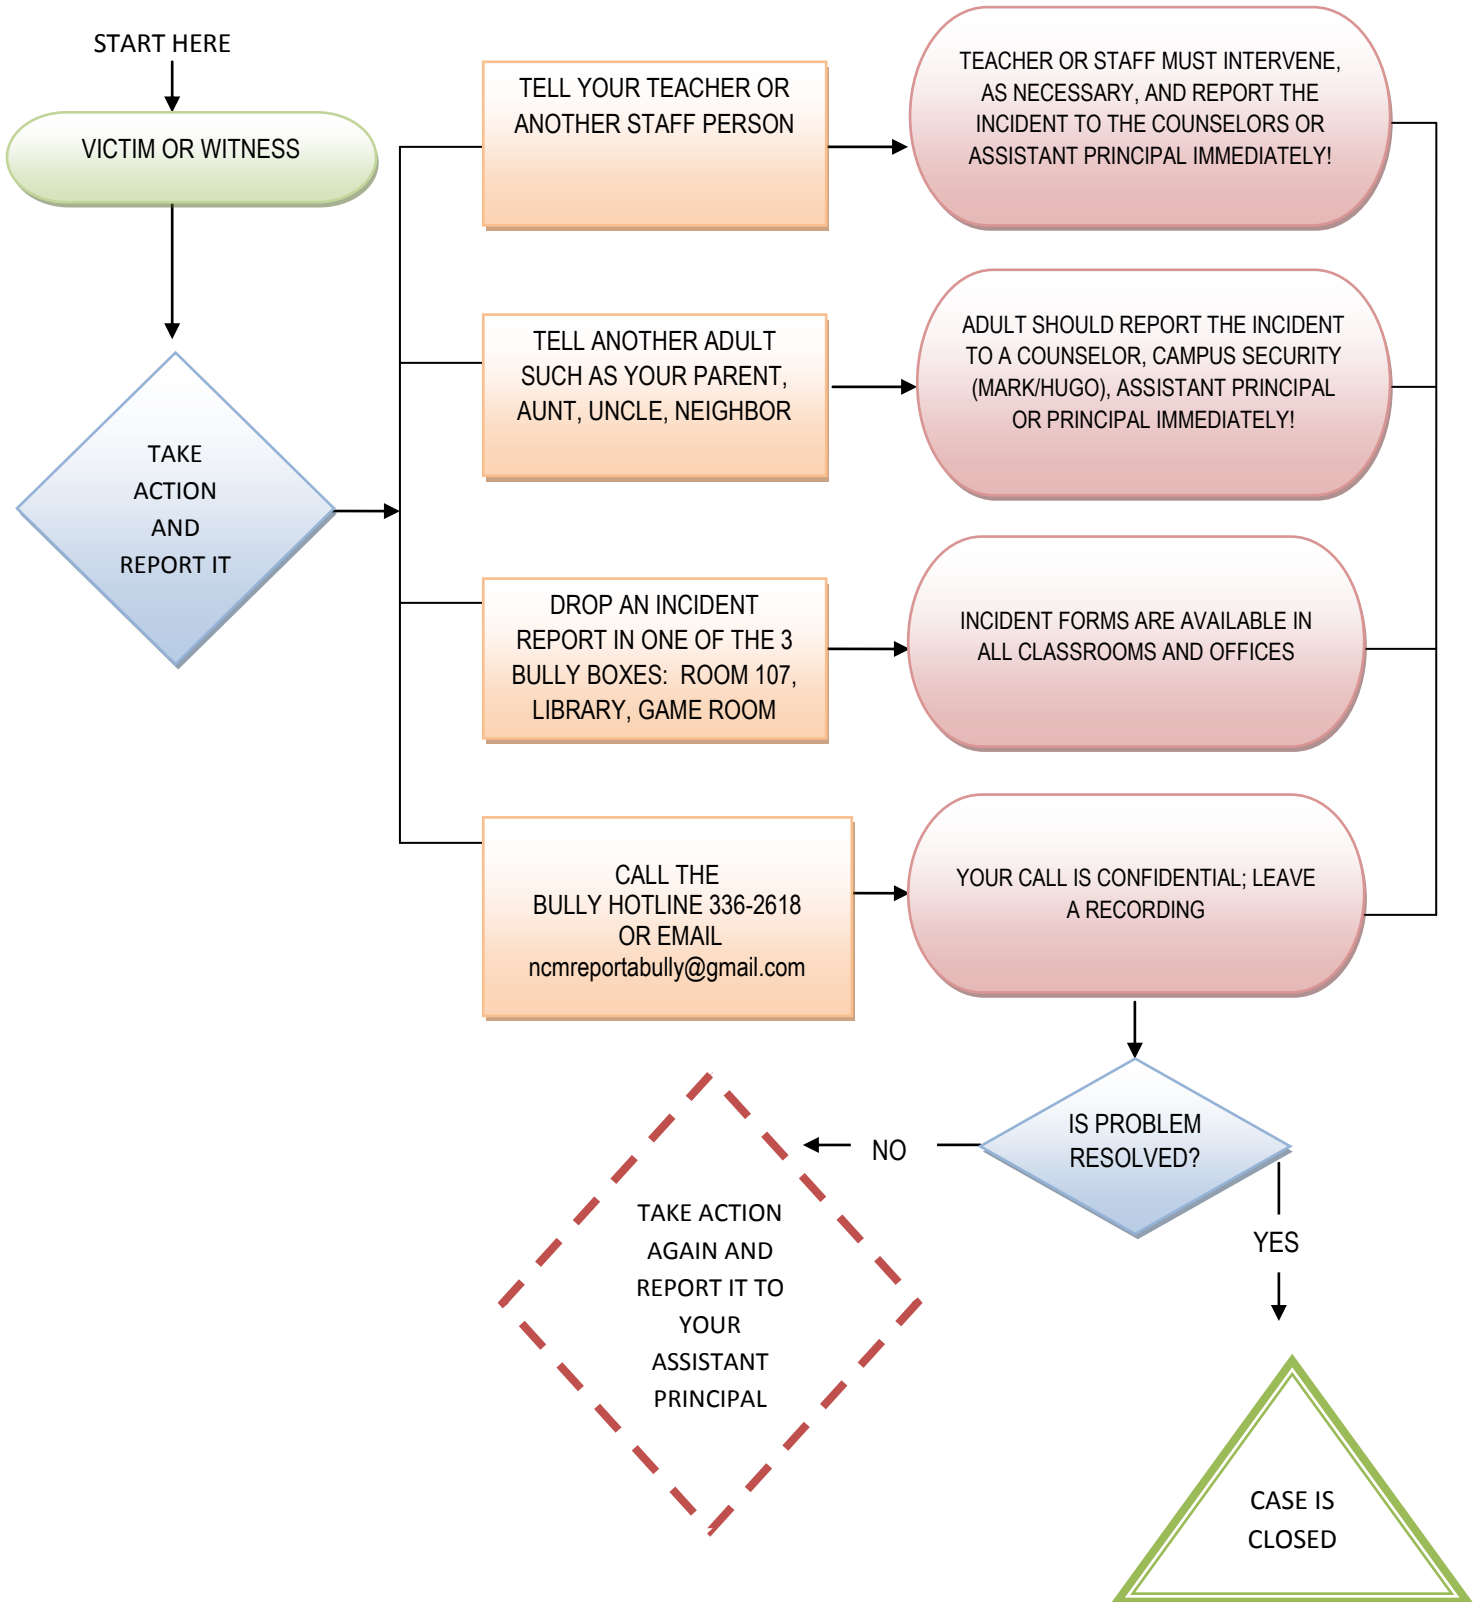 START HERE
VICTIM OR WITNESS
TAKE
ACTION
AND
REPORT IT
TELL YOUR TEACHER OR
ANOTHER STAFF PERSON
TEACHER OR STAFF MUST INTERVENE,
AS NECESSARY, AND REPORT THE
INCIDENT TO THE COUNSELORS OR
ASSISTANT PRINCIPAL IMMEDIATELY!
TELL ANOTHER ADULT
SUCH AS YOUR PARENT,
AUNT, UNCLE, NEIGHBOR
ADULT SHOULD REPORT THE INCIDENT
TO A COUNSELOR, CAMPUS SECURITY
(MARK/HUGO), ASSISTANT PRINCIPAL
OR PRINCIPAL IMMEDIATELY!
DROP AN INCIDENT
REPORT IN ONE OF THE 3
BULLY BOXES:  ROOM 107,
LIBRARY, GAME ROOM
INCIDENT FORMS ARE AVAILABLE IN
ALL CLASSROOMS AND OFFICES
CALL THE
BULLY HOTLINE 336-2618
OR EMAIL
ncmreportabully@gmail.com
YOUR CALL IS CONFIDENTIAL; LEAVE
A RECORDING
IS PROBLEM
RESOLVED?
NO
YES
TAKE ACTION
AGAIN AND
REPORT IT TO
YOUR
ASSISTANT
PRINCIPAL
CASE IS
CLOSED